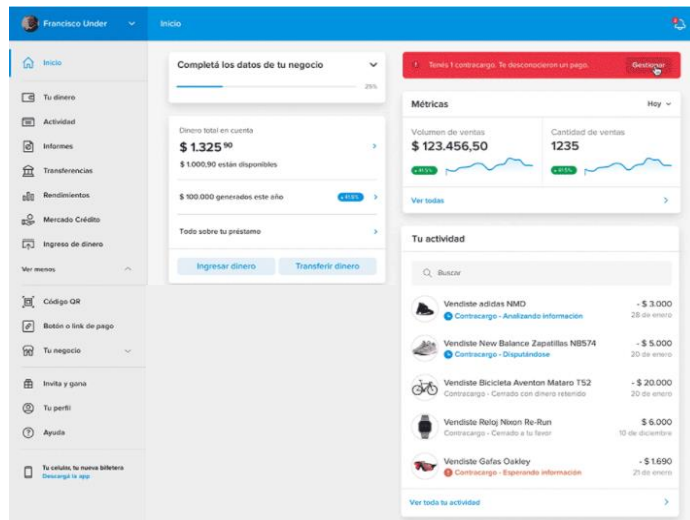 Francisco Under
Inicio
Inicio
Tu dinero
Actividad
Informes
Transferencias
Rendimientos
Mercado Crédito
Ingreso de dinero
Ver menos
Código QR
Botón o link de pago
Tu negocio
Invita y gana
Tu perfil
Ayuda
Tu celular, tu nueva billetera
Descargá la app
Completá los datos de tu negocio
25%
Dinero total en cuenta
$ 1.325 90
$ 1.000,90 están disponibles
$ 100.000 generados este año
Todo sobre tu préstamo
Ingresar dinero
Transferir dinero
Tenés 1 contracargo. Te desconocieron un pago.
Gestionar
Métricas
Hoy
Volumen de ventas
$ 123.456,50
Cantidad de ventas
1235
Ver todas
Tu actividad
Buscar
Vendiste adidas NMD
- $ 3.000
Contracargo - Analizando información
28 de enero
Vendiste New Balance Zapatillas NB574
- $ 5.000
Contracargo - Disputándose
20 de enero
Vendiste Bicicleta Aventon Mataro T52
- $ 20.000
Contracargo - Cerrado con dinero retenido
20 de enero
Vendiste Reloj Nixon Re-Run
$ 6.000
Contracargo - Cerrado a tu favor
10 de diciembre
Vendiste Gafas Oakley
- $ 1.690
Contracargo - Esperando información
21 de enero
Ver toda tu actividad